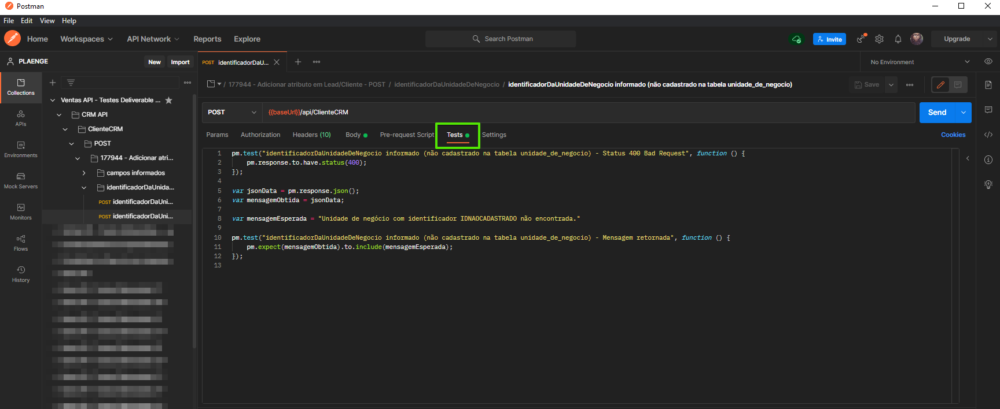 Postman
File Edit View Help
Home Workspaces API Network Reports Explore Search Postman Invite Upgrade
PLAENGE New Import POST identificadorDaU... No Environment
177944 - Adicionar atributo em Lead/Cliente - POST / identificadorDaUnidadeDeNegocio / identificadorDaUnidadeDeNegocio informado (não cadastrado na tabela unidade_de_negocio) Save
Collections
APIs
Environments
Mock Servers
Monitors
Flows
History
Ventas API - Testes Deliverable ...
CRM API
ClienteCRM
POST
177944 - Adicionar atri...
campos informados
identificadorDaUnida...
POST identificadorDaUni...
POST identificadorDaUni...
POST {{baseUrl}}/api/ClienteCRM Send
Params Authorization Headers (10) Body Pre-request Script Tests Settings Cookies
1 pm.test("identificadorDaUnidadeDeNegocio informado (não cadastrado na tabela unidade_de_negocio) - Status 400 Bad Request", function () {
2 pm.response.to.have.status(400);
3 });
4
5 var jsonData = pm.response.json();
6 var mensagemObtida = jsonData;
7
8 var mensagemEsperada = "Unidade de negócio com identificador IDNAOCADASTRADO não encontrada."
9
10 pm.test("identificadorDaUnidadeDeNegocio informado (não cadastrado na tabela unidade_de_negocio) - Mensagem retornada", function () {
11 pm.expect(mensagemObtida).to.include(mensagemEsperada);
12 });
13